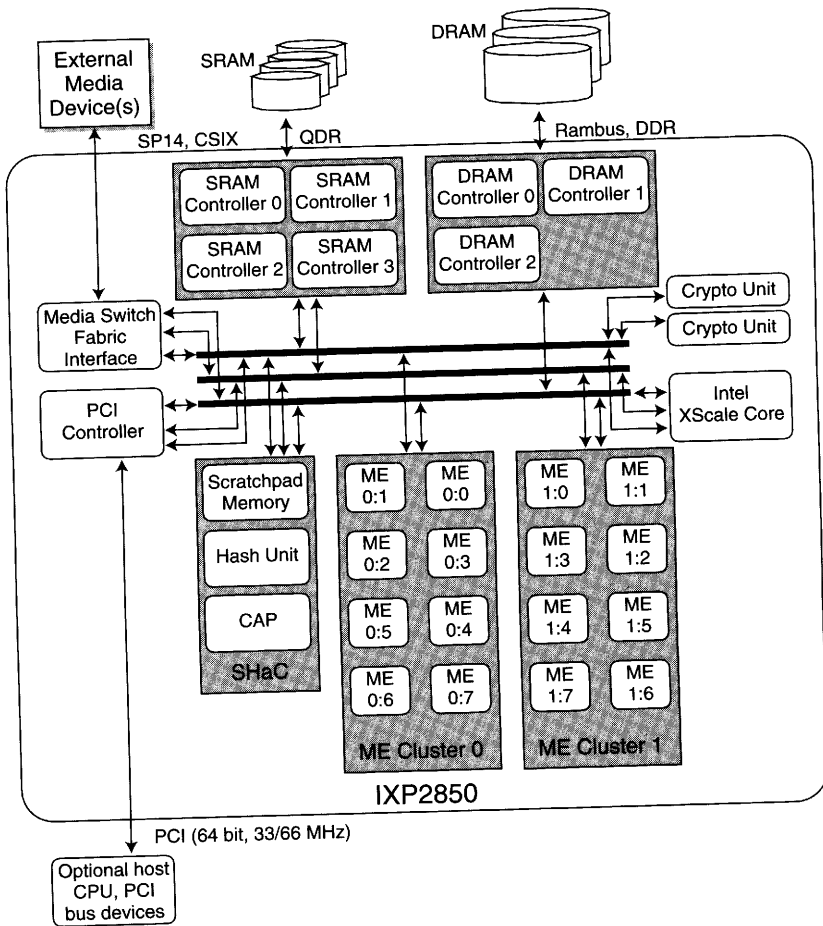 External
Media
Device(s)
SRAM
DRAM
SP14, CSIX
QDR
Rambus, DDR
SRAM
Controller 0
SRAM
Controller 1
SRAM
Controller 2
SRAM
Controller 3
DRAM
Controller 0
DRAM
Controller 1
DRAM
Controller 2
Media Switch
Fabric
Interface
Crypto Unit
Crypto Unit
PCI
Controller
Intel
XScale Core
Scratchpad
Memory
Hash Unit
CAP
SHaC
ME
0:1
ME
0:0
ME
0:2
ME
0:3
ME
0:5
ME
0:4
ME
0:6
ME
0:7
ME Cluster 0
ME
1:0
ME
1:1
ME
1:3
ME
1:2
ME
1:4
ME
1:5
ME
1:7
ME
1:6
ME Cluster 1
IXP2850
PCI (64 bit, 33/66 MHz)
Optional host
CPU, PCI
bus devices